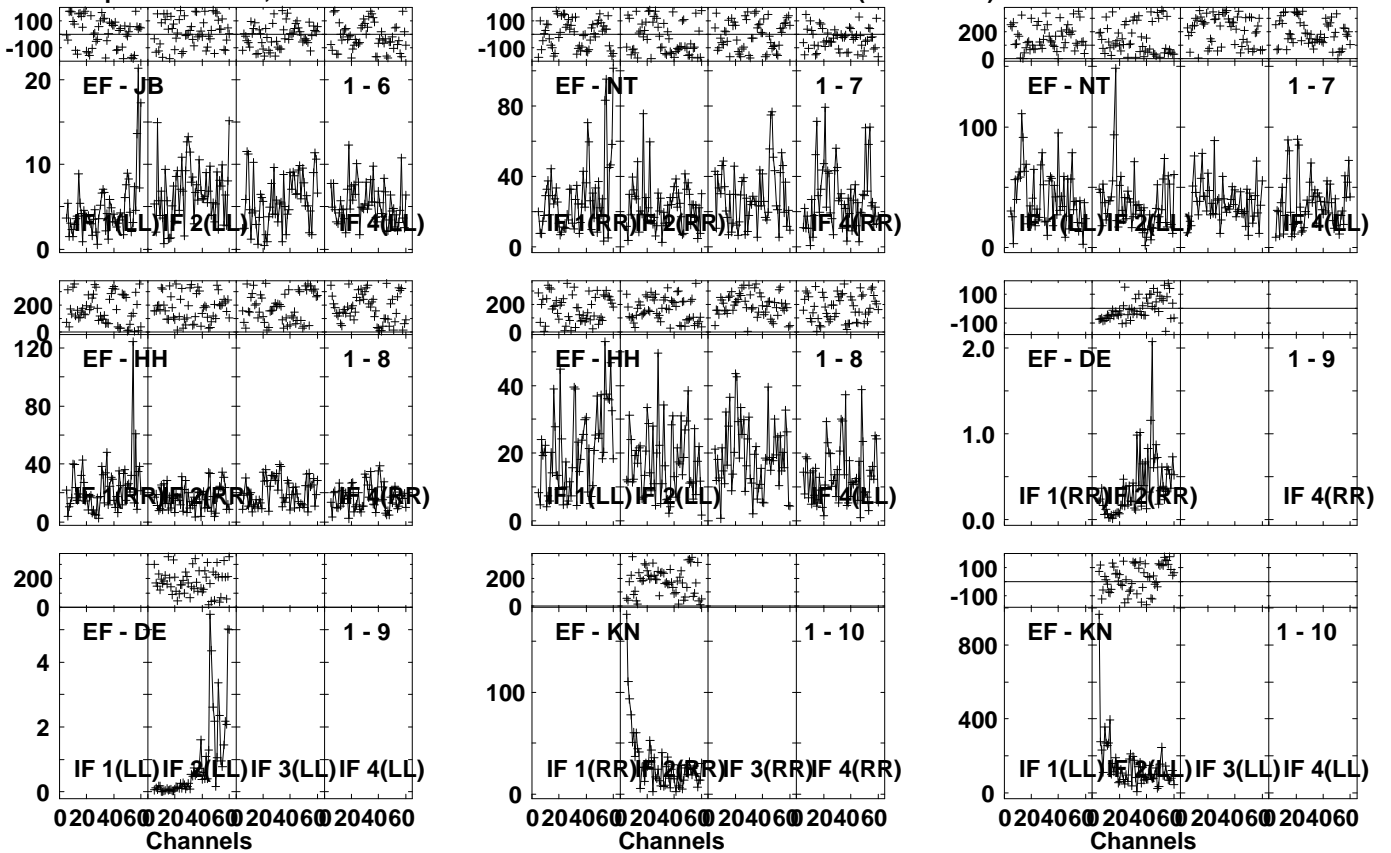 100
-100
20
10
0
EF - JB 1 - 6
IF 1(LL) IF 2(LL) IF 4(LL)
100
-100
80
40
0
EF - NT 1 - 7
IF 1(RR) IF 2(RR) IF 4(RR)
200
0
100
0
EF - NT 1 - 7
IF 1(LL) IF 2(LL) IF 4(LL)
200
0
120
80
40
0
EF - HH 1 - 8
IF 1(RR) IF 2(RR) IF 4(RR)
200
0
40
20
0
EF - HH 1 - 8
IF 1(LL) IF 2(LL) IF 4(LL)
100
-100
2.0
1.0
0.0
EF - DE 1 - 9
IF 1(RR) IF 2(RR) IF 4(RR)
200
0
4
2
0
EF - DE 1 - 9
IF 1(LL) IF 2(LL) IF 3(LL) IF 4(LL)
0 20 40 60 0 20 40 60 0 20 40 60 0 20 40 60
Channels
200
0
100
0
EF - KN 1 - 10
IF 1(RR) IF 2(RR) IF 3(RR) IF 4(RR)
0 20 40 60 0 20 40 60 0 20 40 60 0 20 40 60
Channels
100
-100
800
400
0
EF - KN 1 - 10
IF 1(LL) IF 2(LL) IF 3(LL) IF 4(LL)
0 20 40 60 0 20 40 60 0 20 40 60 0 20 40 60
Channels